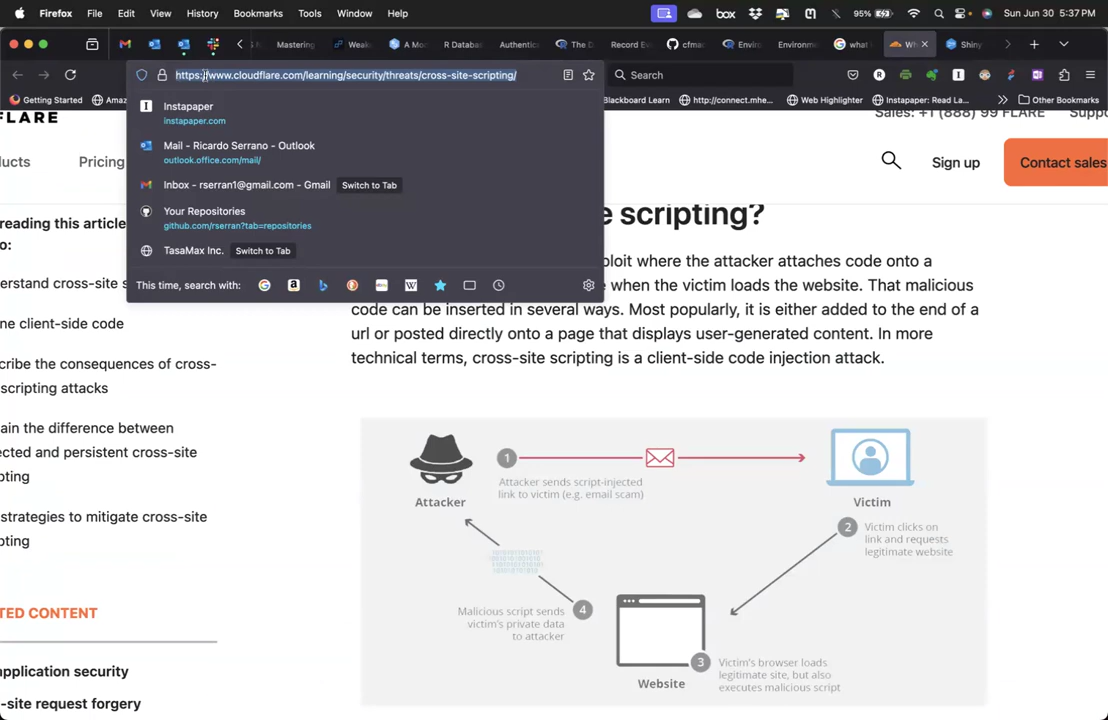 Firefox File Edit View History Bookmarks Tools Window Help box 95% Sun Jun 30 5:37 PM
Mastering Weak A Mo R Datab Authentic The D Record Ev cfmac Enviro Environme what Wh Shiny
https://www.cloudflare.com/learning/security/threats/cross-site-scripting/
Search
Getting Started Amaz Blackboard Learn http://connect.mhe... Web Highlighter Instapaper: Read La... Other Bookmarks
FLARE
Sales: +1 (888) 99 FLARE Suppo
Instapaper
instapaper.com
Mail - Ricardo Serrano - Outlook
outlook.office.com/mail/
Inbox - rserran1@gmail.com - Gmail Switch to Tab
Your Repositories
github.com/rserran?tab=repositories
TasaMax Inc. Switch to Tab
This time, search with:
ucts Pricing
Sign up Contact sales
reading this article
o:
erstand cross-site s
ne client-side code
cribe the consequences of cross-
scripting attacks
ain the difference between
ected and persistent cross-site
pting
strategies to mitigate cross-site
pting
TED CONTENT
application security
-site request forgery
e scripting?
ploit where the attacker attaches code onto a
when the victim loads the website. That malicious
code can be inserted in several ways. Most popularly, it is either added to the end of a
url or posted directly onto a page that displays user-generated content. In more
technical terms, cross-site scripting is a client-side code injection attack.
Attacker
1
Attacker sends script-injected
link to victim (e.g. email scam)
Victim
2
Victim clicks on
link and requests
legitimate website
4
Malicious script sends
victim's private data
to attacker
Website
3
Victim's browser loads
legitimate site, but also
executes malicious script